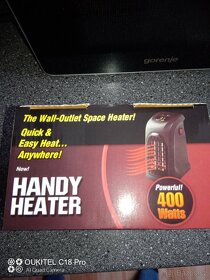 gorenje
The Wall-Outlet Space Heater!
Quick &
Easy Heat...
Anywhere!
New!
HANDY
HEATER
Powerful!
400
Watts
OUKITEL C18 Pro
AI Quad Camera